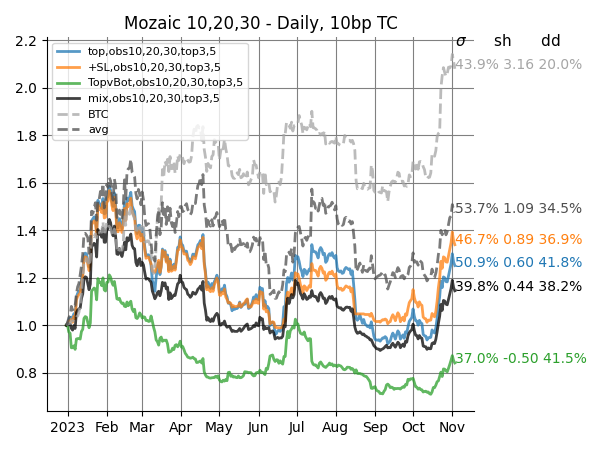 Mozaic 10,20,30 - Daily, 10bp TC
σ sh dd
2.2
2.0
1.8
1.6
1.4
1.2
1.0
0.8
top,obs10,20,30,top3,5
+SL,obs10,20,30,top3,5
TopvBot,obs10,20,30,top3,5
mix,obs10,20,30,top3,5
BTC
avg
43.9% 3.16 20.0%
53.7% 1.09 34.5%
46.7% 0.89 36.9%
50.9% 0.60 41.8%
39.8% 0.44 38.2%
37.0% -0.50 41.5%
2023 Feb Mar Apr May Jun Jul Aug Sep Oct Nov